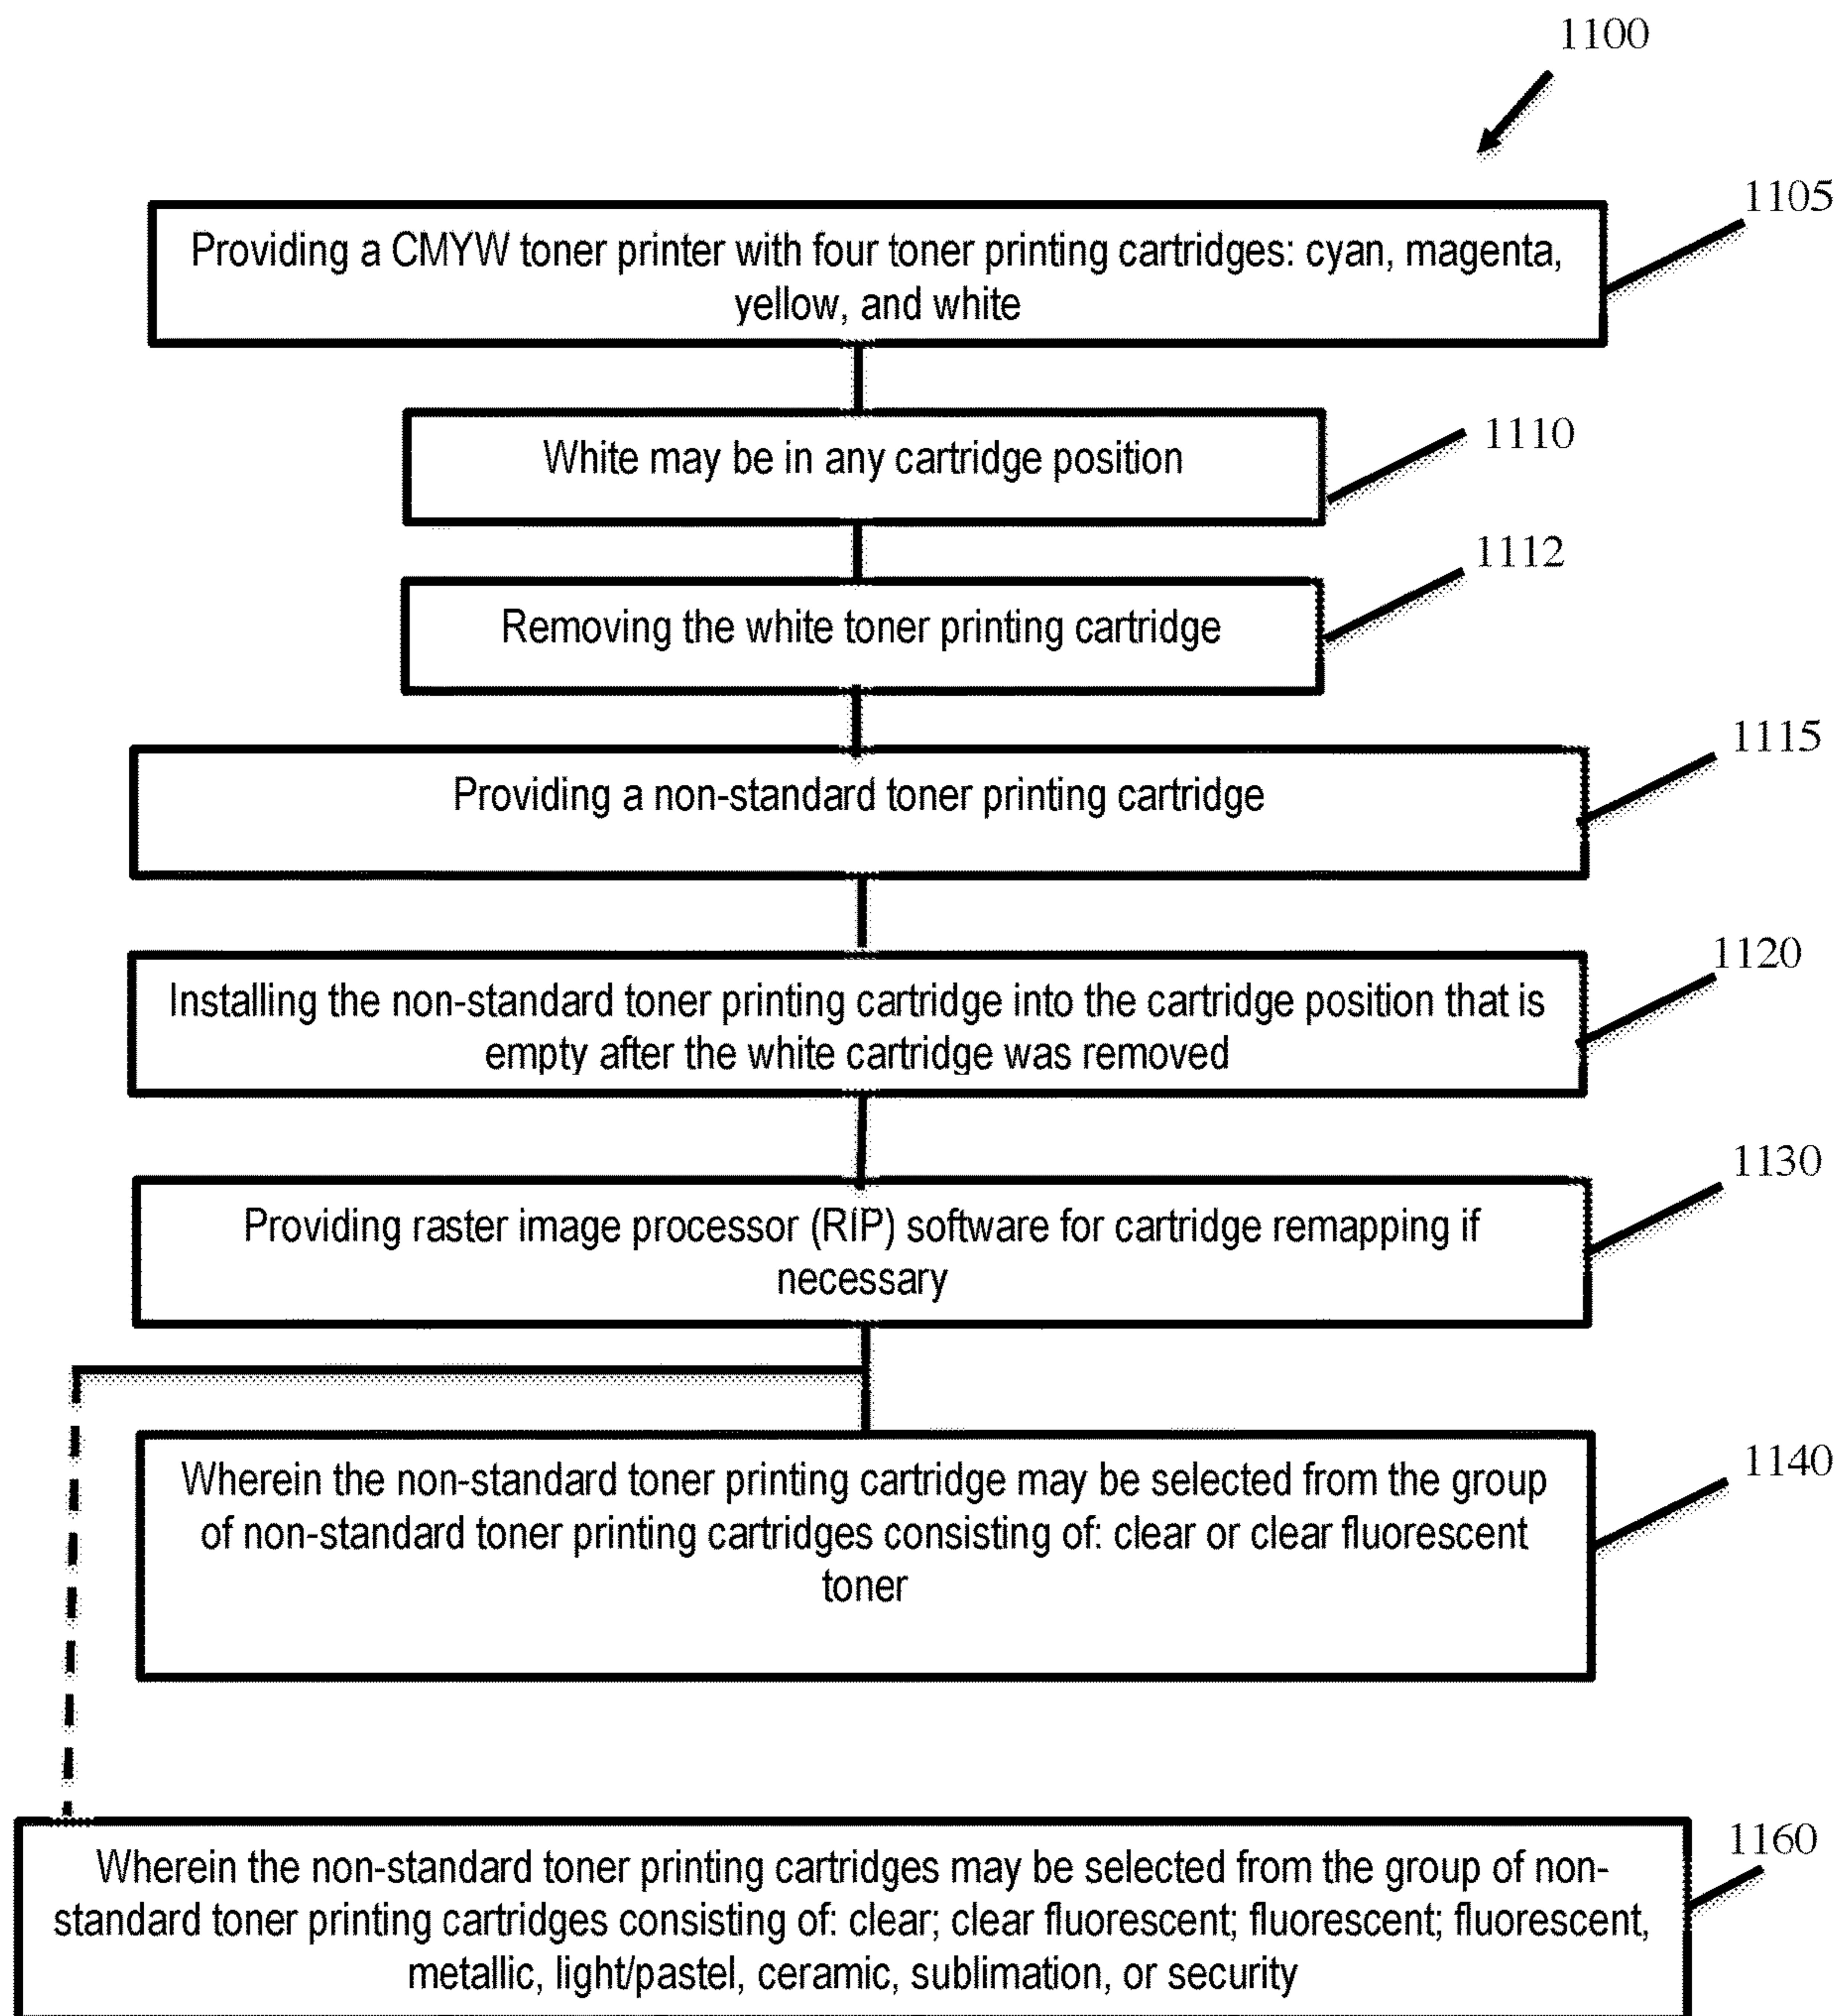 1100
1105
Providing a CMYW toner printer with four toner printing cartridges: cyan, magenta,
yellow, and white
1110
White may be in any cartridge position
1112
Removing the white toner printing cartridge
1115
Providing a non-standard toner printing cartridge
1120
Installing the non-standard toner printing cartridge into the cartridge position that is
empty after the white cartridge was removed
1130
Providing raster image processor (RIP) software for cartridge remapping if
necessary
1140
Wherein the non-standard toner printing cartridge may be selected from the group
of non-standard toner printing cartridges consisting of: clear or clear fluorescent
toner
1160
Wherein the non-standard toner printing cartridges may be selected from the group of non-
standard toner printing cartridges consisting of: clear; clear fluorescent; fluorescent; fluorescent,
metallic, light/pastel, ceramic, sublimation, or security